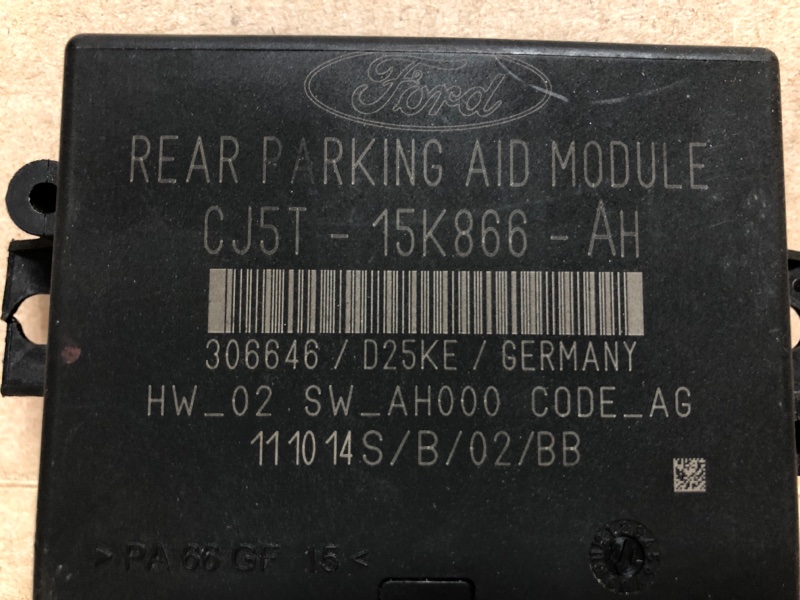 Ford
REAR PARKING AID MODULE
CJ5T - 15K866 - AH
306646 / D25KE / GERMANY
HW_02 SW_AH000 CODE_AG
111014S/B/02/BB
>PA 66 GF 15<